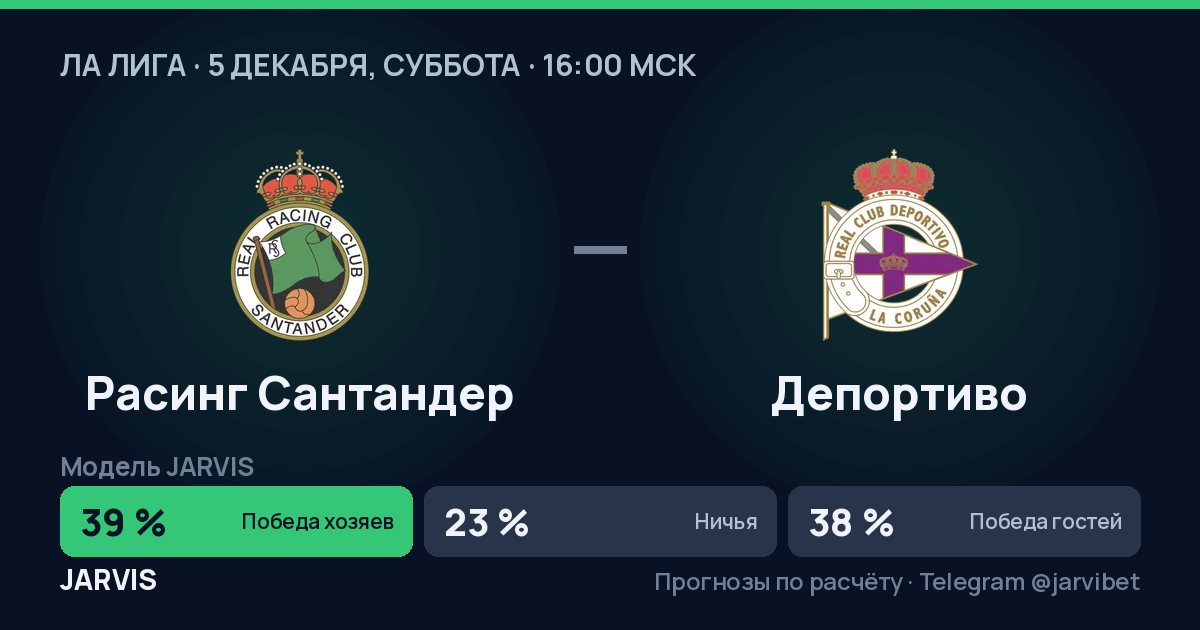 ЛА ЛИГА · 5 ДЕКАБРЯ, СУББОТА · 16:00 МСК
REAL RACING CLUB
SANTANDER
REAL CLUB DEPORTIVO
LA CORUÑA
–
Расинг Сантандер
Депортиво
Модель JARVIS
39 % Победа хозяев
23 % Ничья
38 % Победа гостей
JARVIS
Прогнозы по расчёту · Telegram @jarvibet